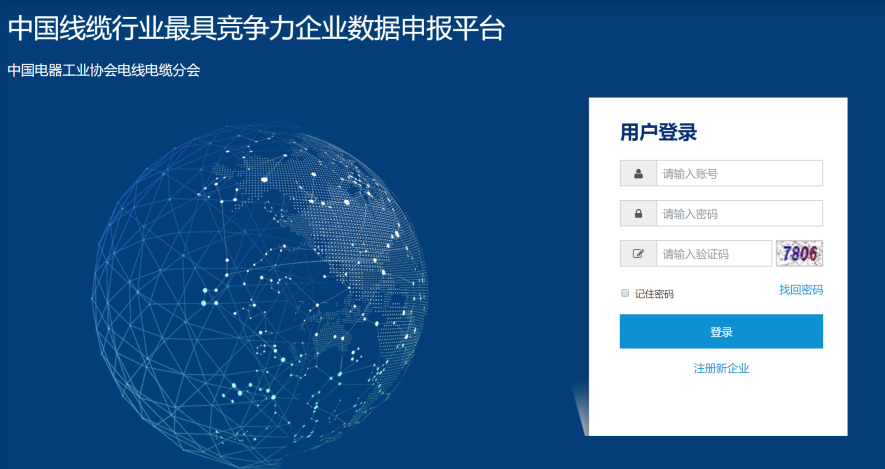 中国线缆行业最具竞争力企业数据申报平台
中国电器工业协会电线电缆分会
用户登录
请输入账号
请输入密码
请输入验证码
7806
记住密码
找回密码
登录
注册新企业